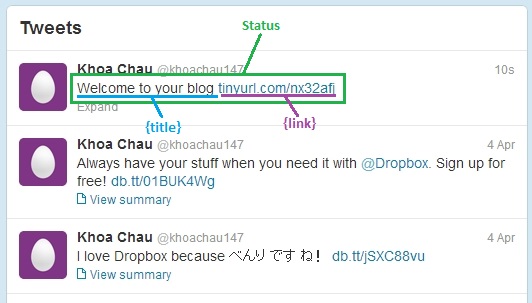 Tweets
Status
Khoa Chau @khoachau147 10s
Welcome to your blog tinyurl.com/nx32afj
Expand
{title} {link}
Khoa Chau @khoachau147 4 Apr
Always have your stuff when you need it with @Dropbox. Sign up for
free! db.tt/01BUK4Wg
View summary
Khoa Chau @khoachau147 4 Apr
I love Dropbox because べんり です ね! db.tt/jSXC88vu
View summary